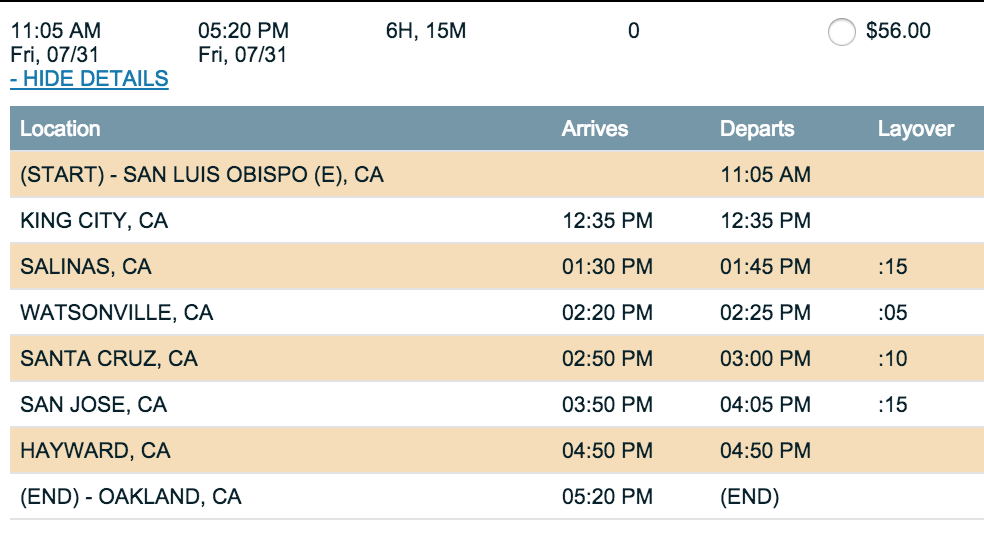 11:05 AM 05:20 PM 6H, 15M 0 $56.00
Fri, 07/31 Fri, 07/31
- HIDE DETAILS
Location Arrives Departs Layover
(START) - SAN LUIS OBISPO (E), CA 11:05 AM
KING CITY, CA 12:35 PM 12:35 PM
SALINAS, CA 01:30 PM 01:45 PM :15
WATSONVILLE, CA 02:20 PM 02:25 PM :05
SANTA CRUZ, CA 02:50 PM 03:00 PM :10
SAN JOSE, CA 03:50 PM 04:05 PM :15
HAYWARD, CA 04:50 PM 04:50 PM
(END) - OAKLAND, CA 05:20 PM (END)